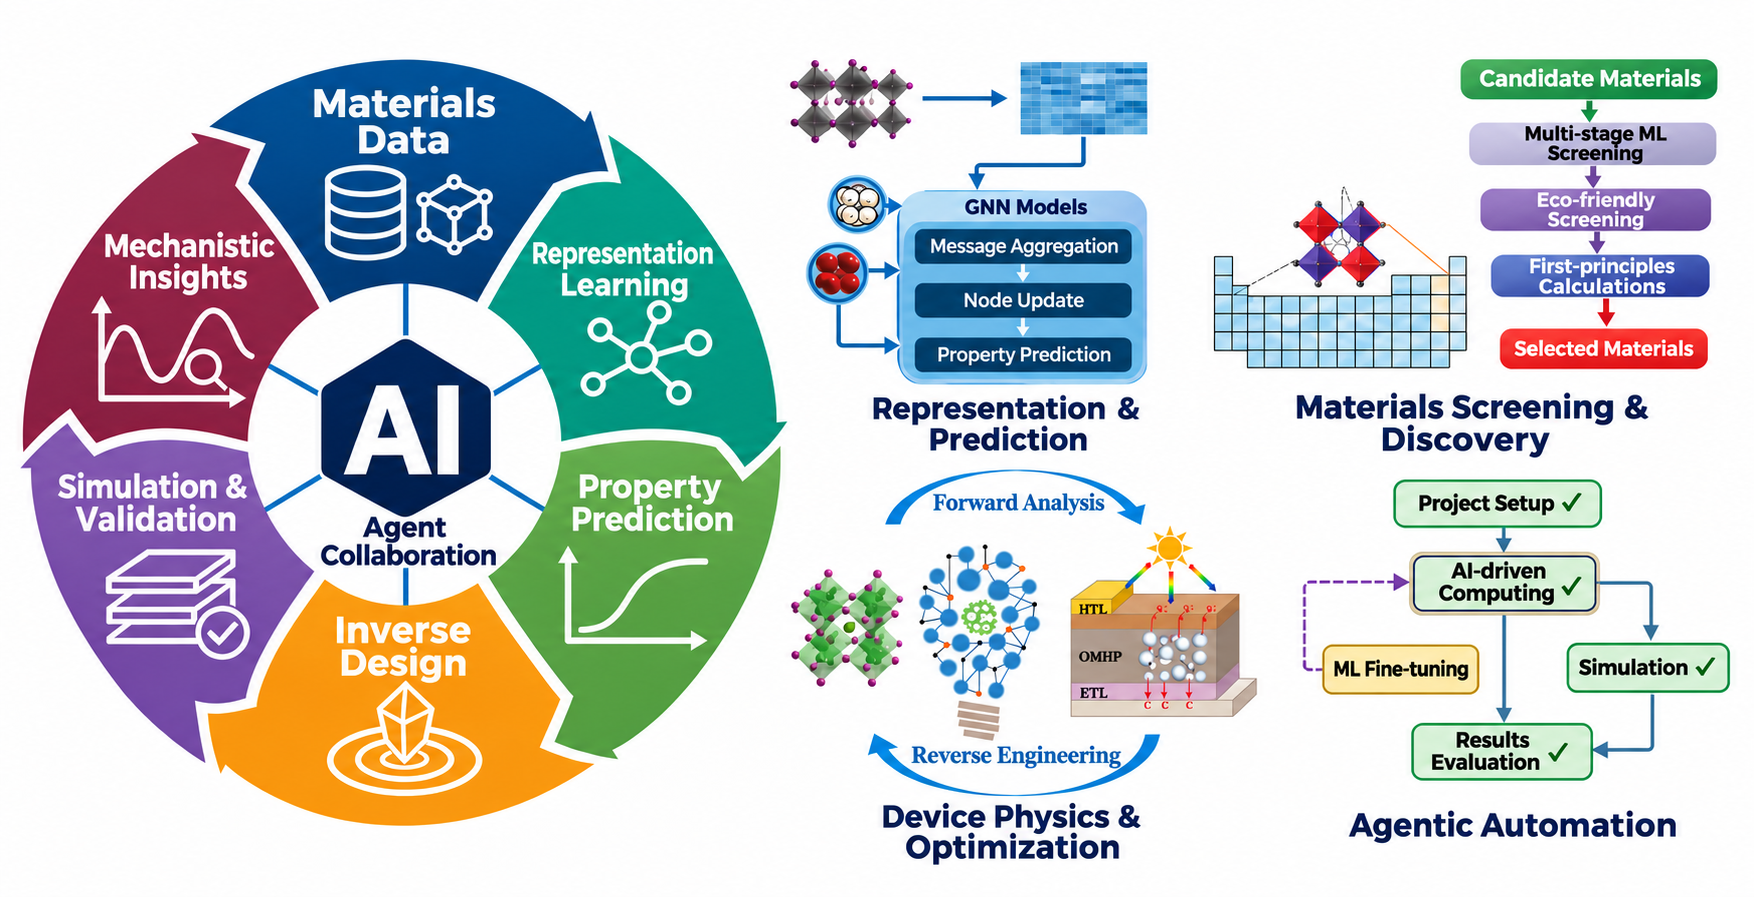 Materials
Data
Representation
Learning
Property
Prediction
Inverse
Design
Simulation &
Validation
Mechanistic
Insights
AI
Agent
Collaboration
GNN Models
Message Aggregation
Node Update
Property Prediction
Representation &
Prediction
Candidate Materials
Multi-stage ML
Screening
Eco-friendly
Screening
First-principles
Calculations
Selected Materials
Materials Screening &
Discovery
Forward Analysis
HTL
OMHP
ETL
C C C
Reverse Engineering
Device Physics &
Optimization
Project Setup ✓
AI-driven
Computing ✓
ML Fine-tuning
Simulation ✓
Results
Evaluation ✓
Agentic Automation